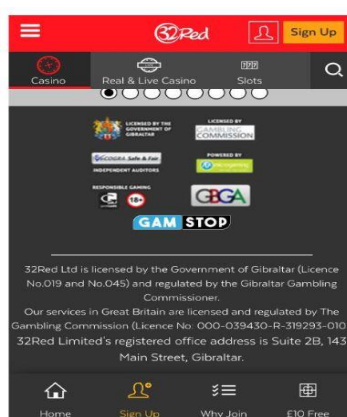 32Red
Sign Up
Casino
Real & Live Casino
Slots
LICENSED BY THE
GOVERNMENT OF
GIBRALTAR
LICENSED BY
GAMBLING
COMMISSION
eCOGRA Safe & Fair
INDEPENDENT AUDITORS
POWERED BY
RESPONSIBLE GAMING
18+
GBGA
GAM STOP
32Red Ltd is licensed by the Government of Gibraltar (Licence
No.019 and No.045) and regulated by the Gibraltar Gambling
Commissioner.
Our services in Great Britain are licensed and regulated by The
Gambling Commission (Licence No: 000-039430-R-319293-010
32Red Limited's registered office address is Suite 2B, 143
Main Street, Gibraltar.
Home
Sign Up
Why Join
£10 Free